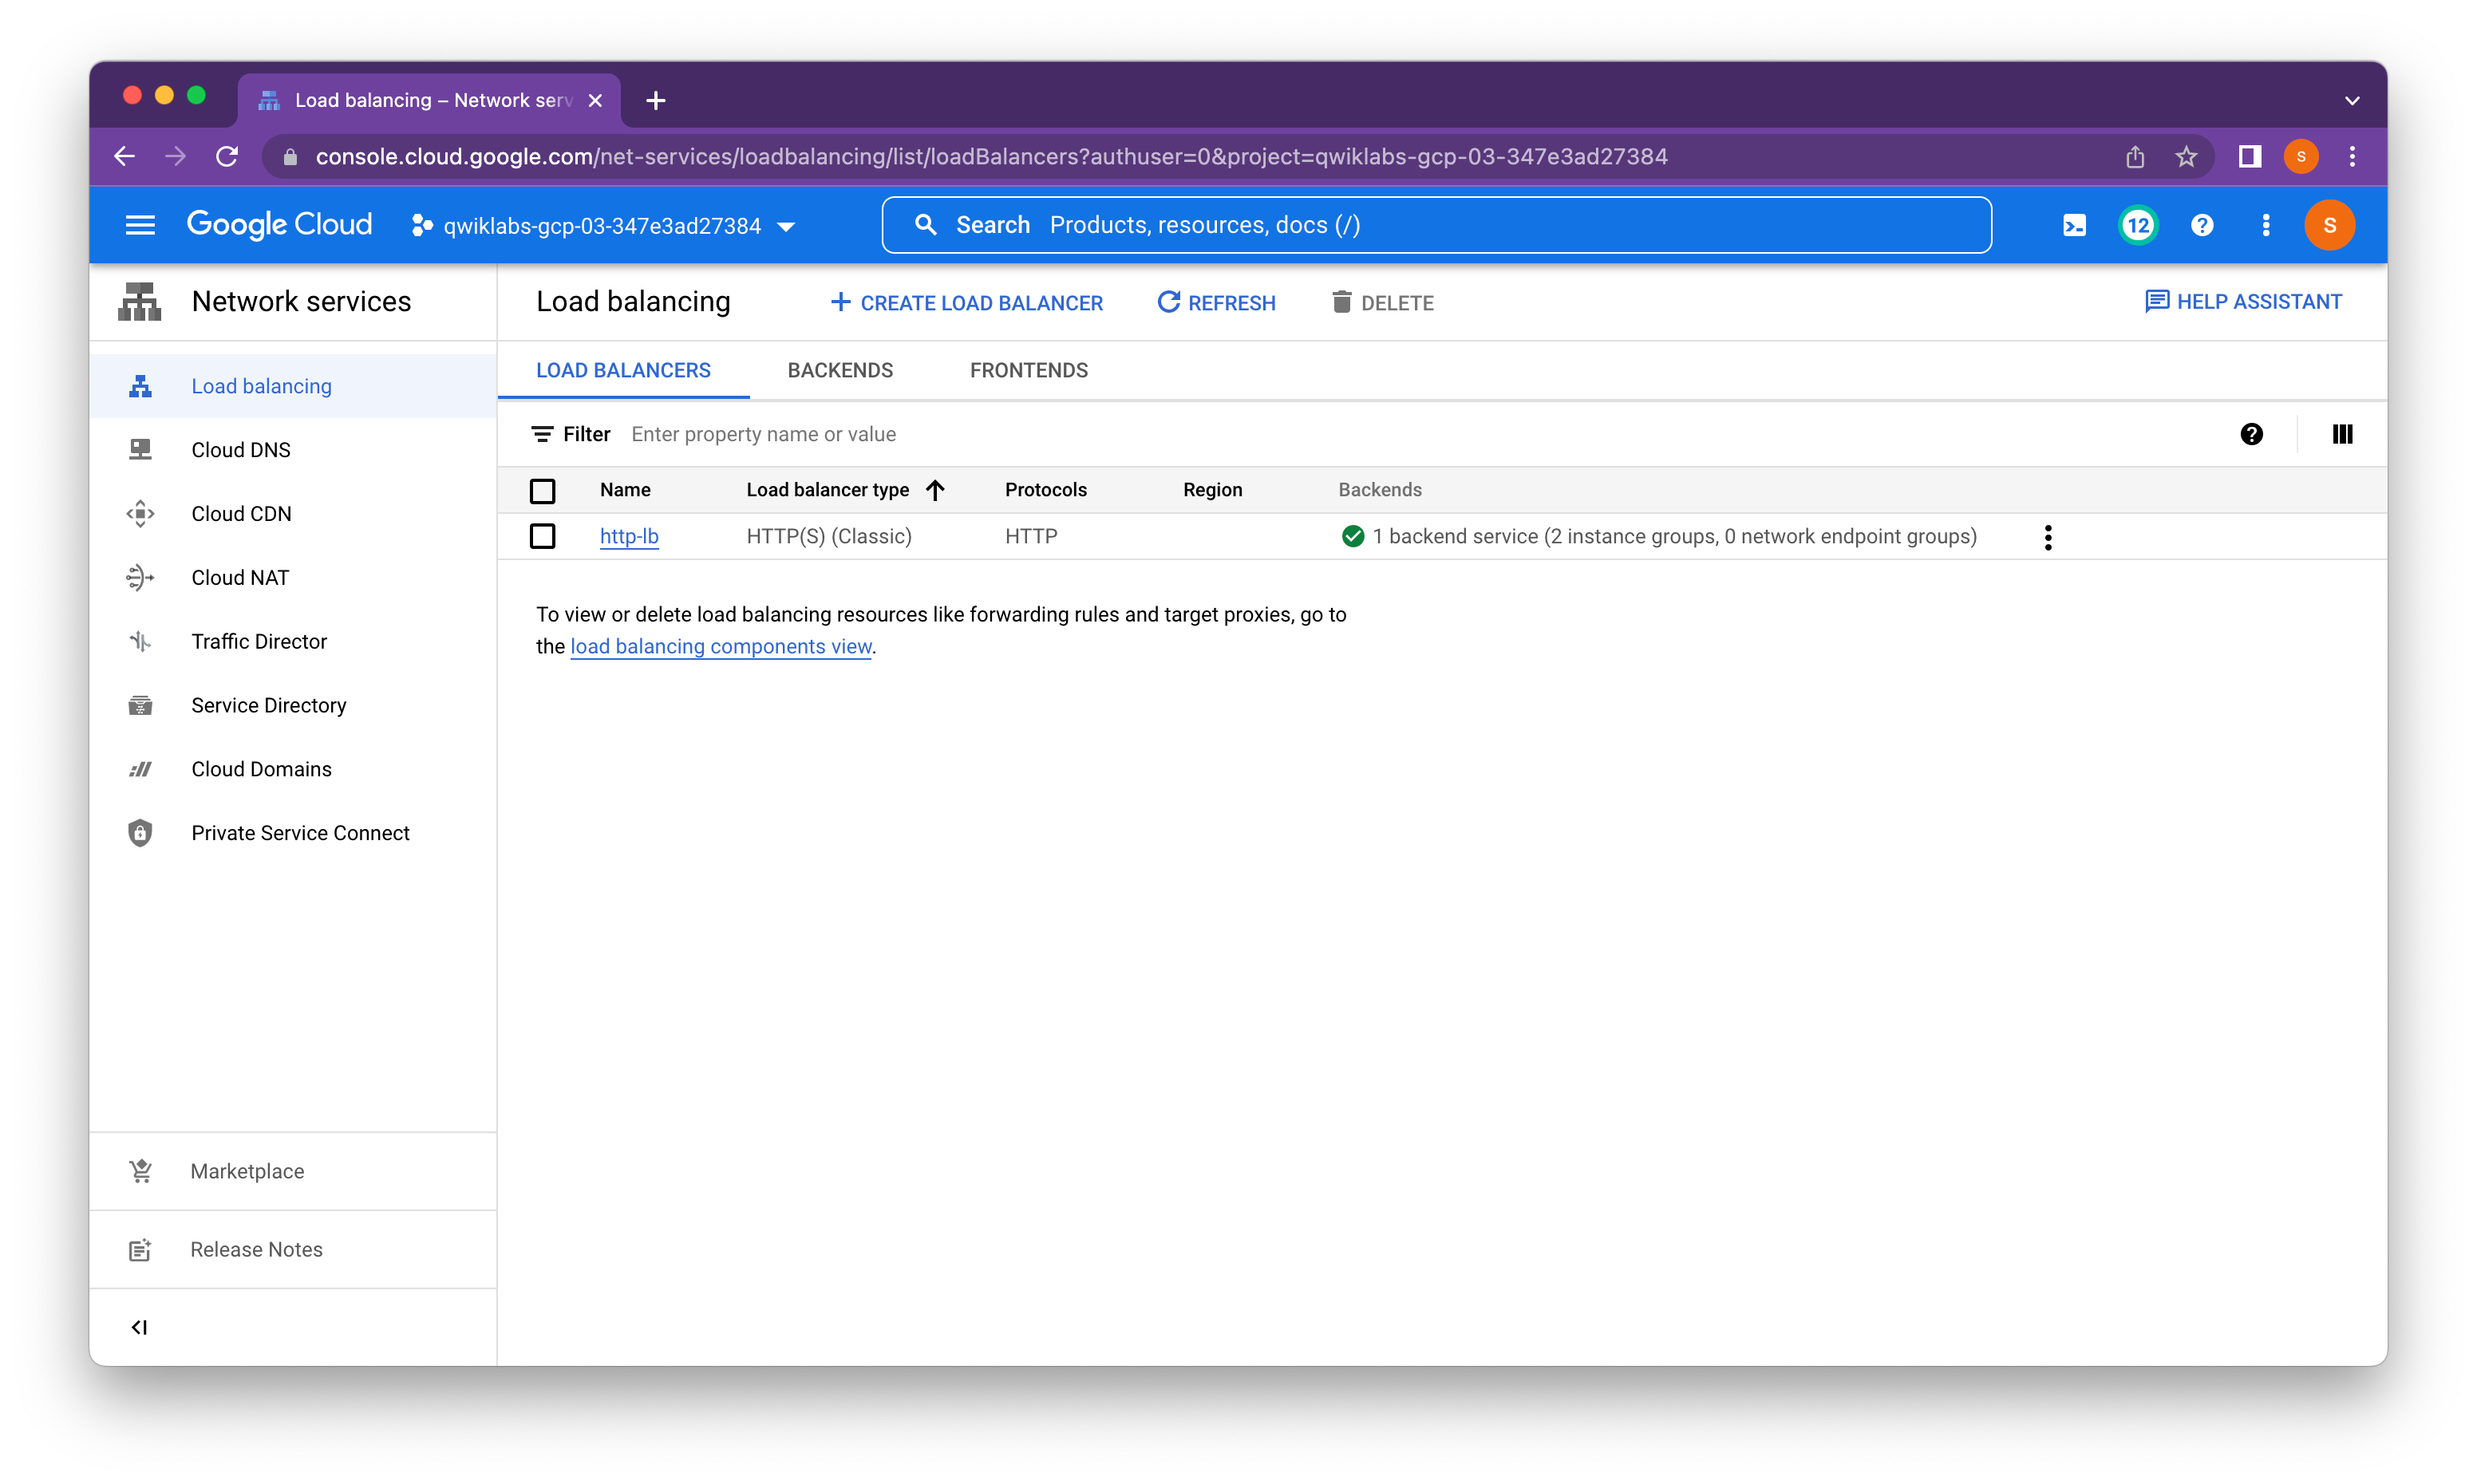 Load balancing – Network serv
console.cloud.google.com/net-services/loadbalancing/list/loadBalancers?authuser=0&project=qwiklabs-gcp-03-347e3ad27384
S
Google Cloud
qwiklabs-gcp-03-347e3ad27384
Search Products, resources, docs (/)
12
S
Network services
Load balancing
CREATE LOAD BALANCER
REFRESH
DELETE
HELP ASSISTANT
Load balancing
Cloud DNS
Cloud CDN
Cloud NAT
Traffic Director
Service Directory
Cloud Domains
Private Service Connect
Marketplace
Release Notes
LOAD BALANCERS BACKENDS FRONTENDS
Filter Enter property name or value
Name Load balancer type Protocols Region Backends
http-lb HTTP(S) (Classic) HTTP 1 backend service (2 instance groups, 0 network endpoint groups)
To view or delete load balancing resources like forwarding rules and target proxies, go to
the load balancing components view.